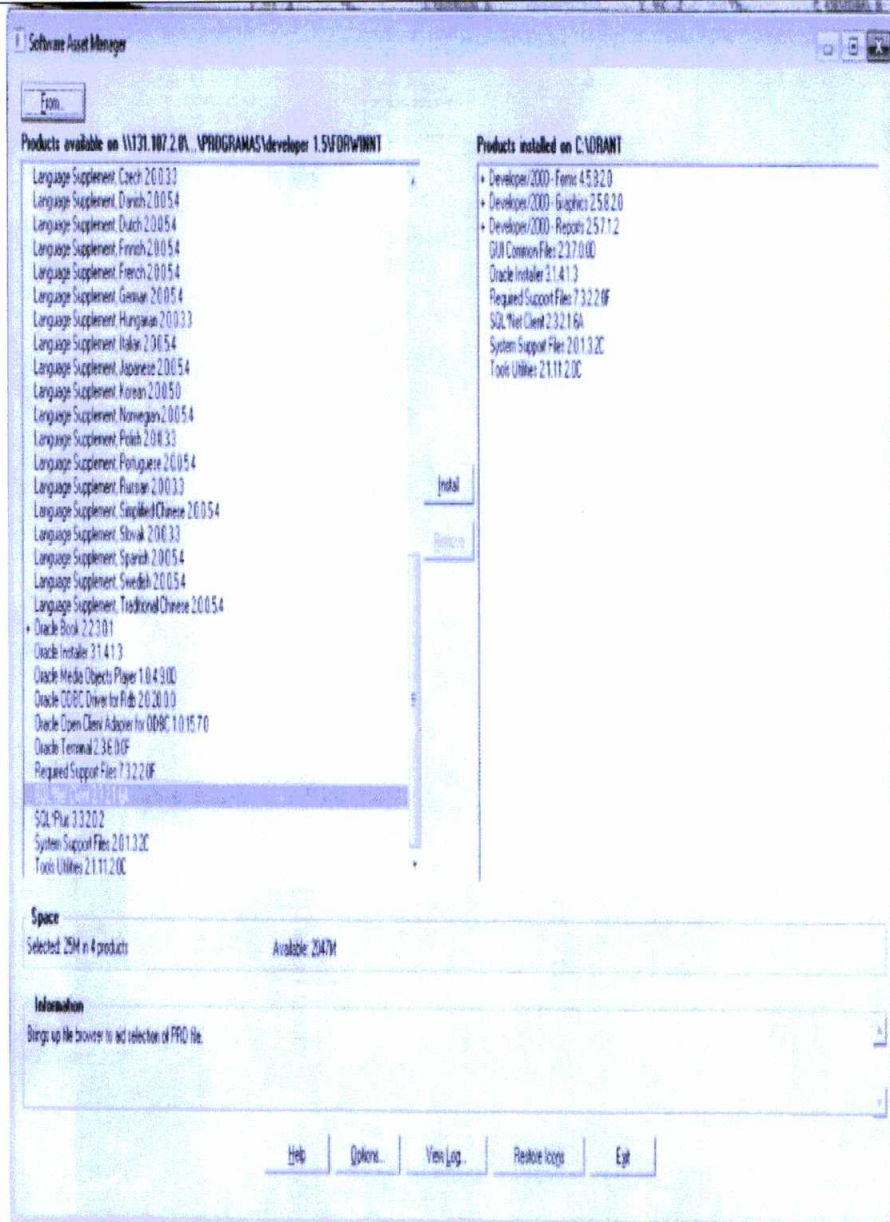 Software Asset Manager
From...
Products available on \\131.107.2.8\...\PROGRAMAS\developer 1.5\FORWINNT
Language Supplement, Czech 2.0.0.3.3
Language Supplement, Danish 2.0.0.5.4
Language Supplement, Dutch 2.0.0.5.4
Language Supplement, Finnish 2.0.0.5.4
Language Supplement, French 2.0.0.5.4
Language Supplement, German 2.0.0.5.4
Language Supplement, Hungarian 2.0.0.3.3
Language Supplement, Italian 2.0.0.5.4
Language Supplement, Japanese 2.0.0.5.4
Language Supplement, Korean 2.0.0.5.0
Language Supplement, Norwegian 2.0.0.5.4
Language Supplement, Polish 2.0.0.3.3
Language Supplement, Portuguese 2.0.0.5.4
Language Supplement, Russian 2.0.0.3.3
Language Supplement, Simplified Chinese 2.0.0.5.4
Language Supplement, Slovak 2.0.0.3.3
Language Supplement, Spanish 2.0.0.5.4
Language Supplement, Swedish 2.0.0.5.4
Language Supplement, Traditional Chinese 2.0.0.5.4
+ Oracle Book 2.2.3.0.1
Oracle Installer 3.1.4.1.3
Oracle Media Objects Player 1.0.4.9.0D
Oracle ODBC Driver for Rdb 2.0.20.0.0
Oracle Open Client Adapter for ODBC 1.0.15.7.0
Oracle Terminal 2.3.6.0.0F
Required Support Files 7.3.2.2.0F
SQL*Net Client 2.3.2.1.6A
SQL*Plus 3.3.2.0.2
System Support Files 2.0.1.3.2C
Tools Utilities 2.1.11.2.0C
Install
Remove
Products installed on C:\ORANT
+ Developer/2000 - Forms 4.5.8.2.0
+ Developer/2000 - Graphics 2.5.8.2.0
+ Developer/2000 - Reports 2.5.7.1.2
GUI Common Files 2.3.7.0.0D
Oracle Installer 3.1.4.1.3
Required Support Files 7.3.2.2.0F
SQL*Net Client 2.3.2.1.6A
System Support Files 2.0.1.3.2C
Tools Utilities 2.1.11.2.0C
Space
Selected: 25M in 4 products
Available: 2047M
Information
Brings up file browser to aid selection of PRD file.
Help
Options...
View Log...
Restore Icons
Exit